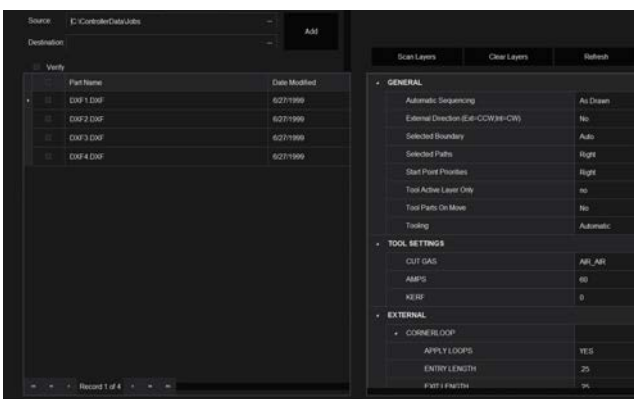 Source C:\ControllerData\Jobs
Add
Destination
Verify
Scan Layers Clear Layers Refresh
Part Name Date Modified
DXF1.DXF 6/27/1999
DXF2.DXF 6/27/1999
DXF3.DXF 6/27/1999
DXF4.DXF 6/27/1999
Record 1 of 4
GENERAL
Automatic Sequencing As Drawn
External Direction (Ext=CCW)Int=CW) No
Selected Boundary Auto
Selected Paths Right
Start Point Priorities Right
Tool Active Layer Only no
Tool Parts On Move No
Tooling Automatic
TOOL SETTINGS
CUT GAS AIR_AIR
AMPS 60
KERF 0
EXTERNAL
CORNERLOOP
APPLY LOOPS YES
ENTRY LENGTH .25
EXIT LENGTH .25